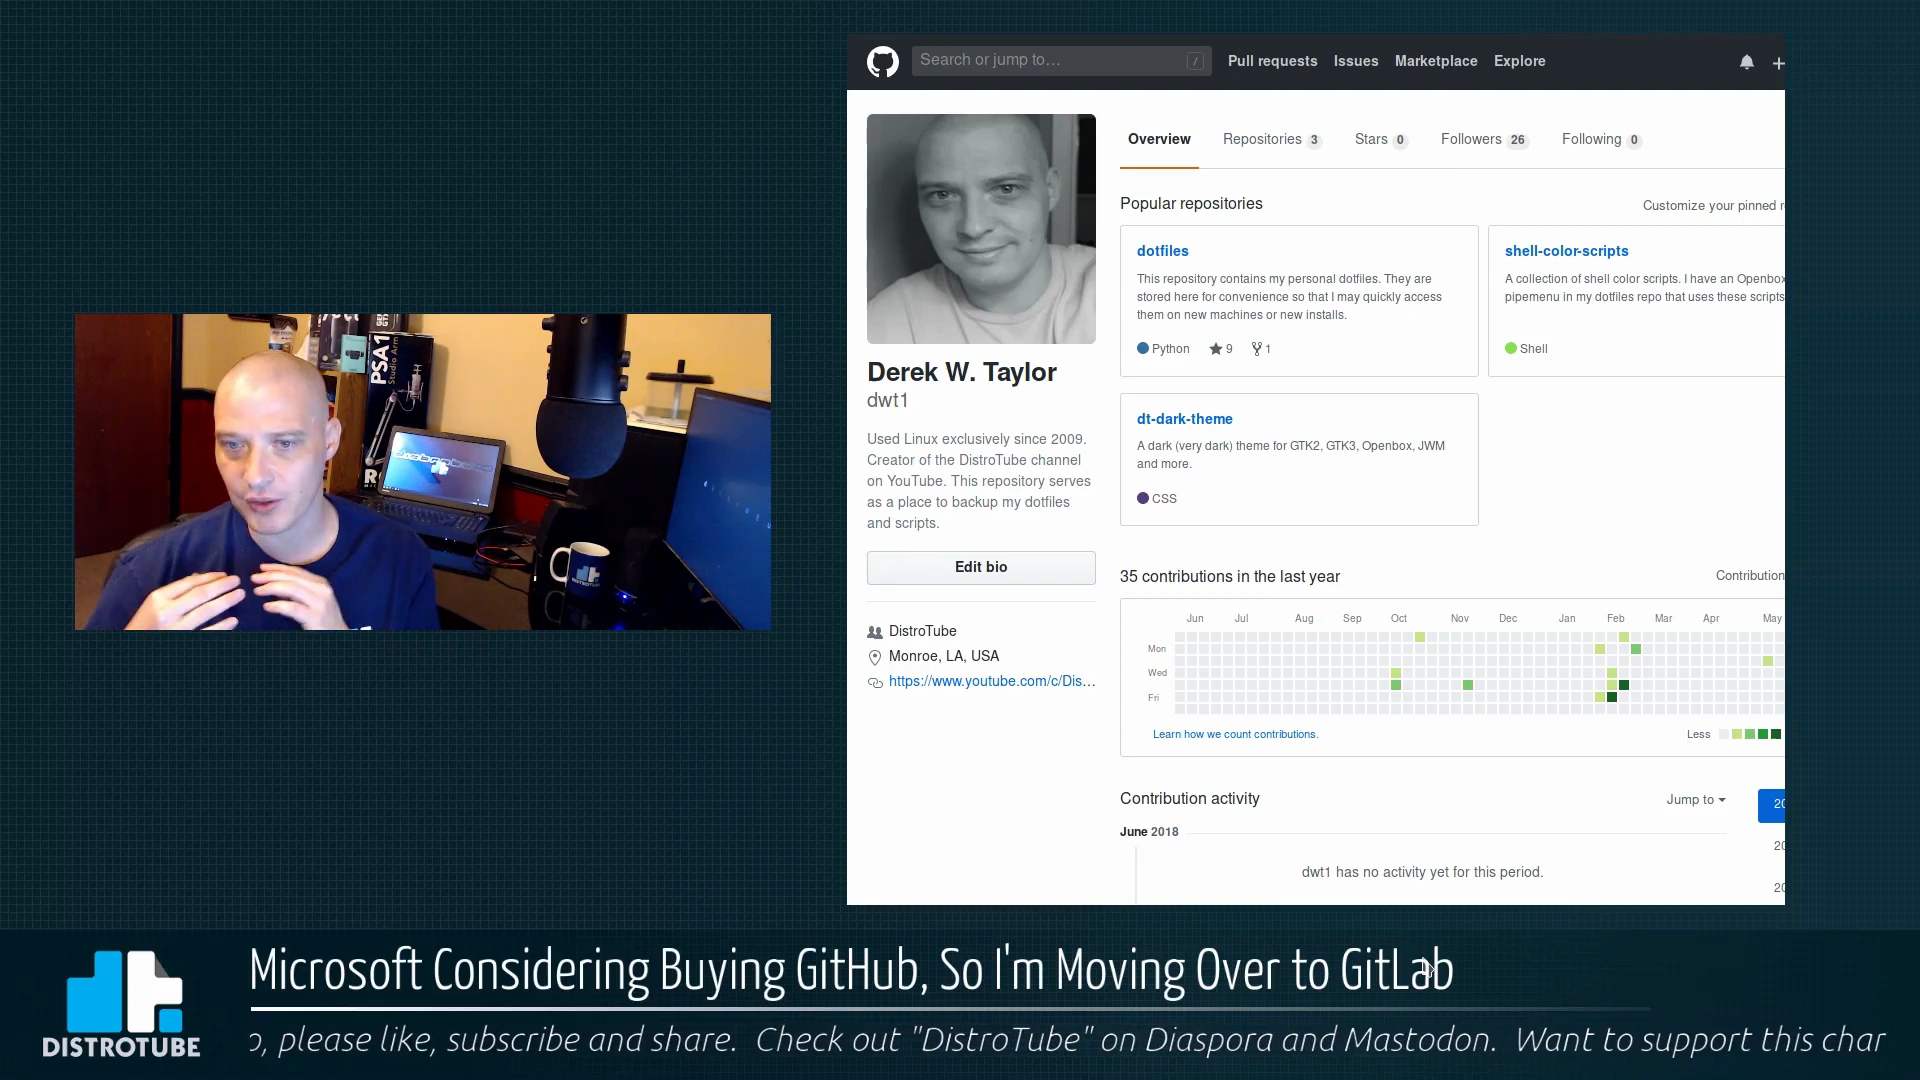 Search or jump to…
/
Pull requests Issues Marketplace Explore
Overview Repositories 3 Stars 0 Followers 26 Following 0
Popular repositories
Customize your pinned r
dotfiles
This repository contains my personal dotfiles. They are
stored here for convenience so that I may quickly access
them on new machines or new installs.
Python 9 1
shell-color-scripts
A collection of shell color scripts. I have an Openbox
pipemenu in my dotfiles repo that uses these scripts
Shell
dt-dark-theme
A dark (very dark) theme for GTK2, GTK3, Openbox, JWM
and more.
CSS
Derek W. Taylor
dwt1
Used Linux exclusively since 2009.
Creator of the DistroTube channel
on YouTube. This repository serves
as a place to backup my dotfiles
and scripts.
Edit bio
DistroTube
Monroe, LA, USA
https://www.youtube.com/c/Dis…
35 contributions in the last year
Contribution
Jun Jul Aug Sep Oct Nov Dec Jan Feb Mar Apr May
Mon
Wed
Fri
Learn how we count contributions.
Less
Contribution activity
Jump to
20
20
20
June 2018
dwt1 has no activity yet for this period.
PSA1
Studio Arm
DISTROTUBE
Microsoft Considering Buying GitHub, So I'm Moving Over to GitLab
o, please like, subscribe and share. Check out "DistroTube" on Diaspora and Mastodon. Want to support this char
DISTROTUBE